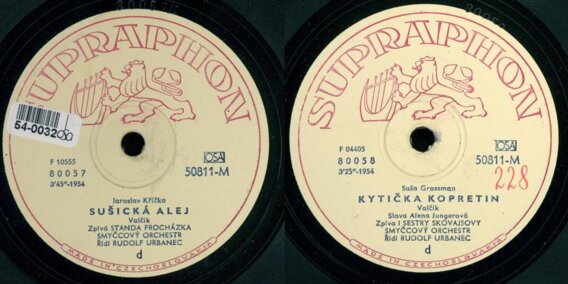 SUPRAPHON
54-0032080
F 10555
80057
3'45"-1954
OSA
50811-M
Jaroslav Křička
SUŠICKÁ ALEJ
Valčík
Zpívá STANDA PROCHÁZKA
SMYČCOVÝ ORCHESTR
Řídí RUDOLF URBANEC
d
MADE IN CZECHOSLOVAKIA
80058
SUPRAPHON
F 04405
80058
3'25"-1954
OSA
50811-M
228
Saša Grossman
KYTIČKA KOPRETIN
Valčík
Slova Alena Jungerová
Zpívají SESTRY SKOVAJSOVY
SMYČCOVÝ ORCHESTR
Řídí RUDOLF URBANEC
d
MADE IN CZECHOSLOVAKIA